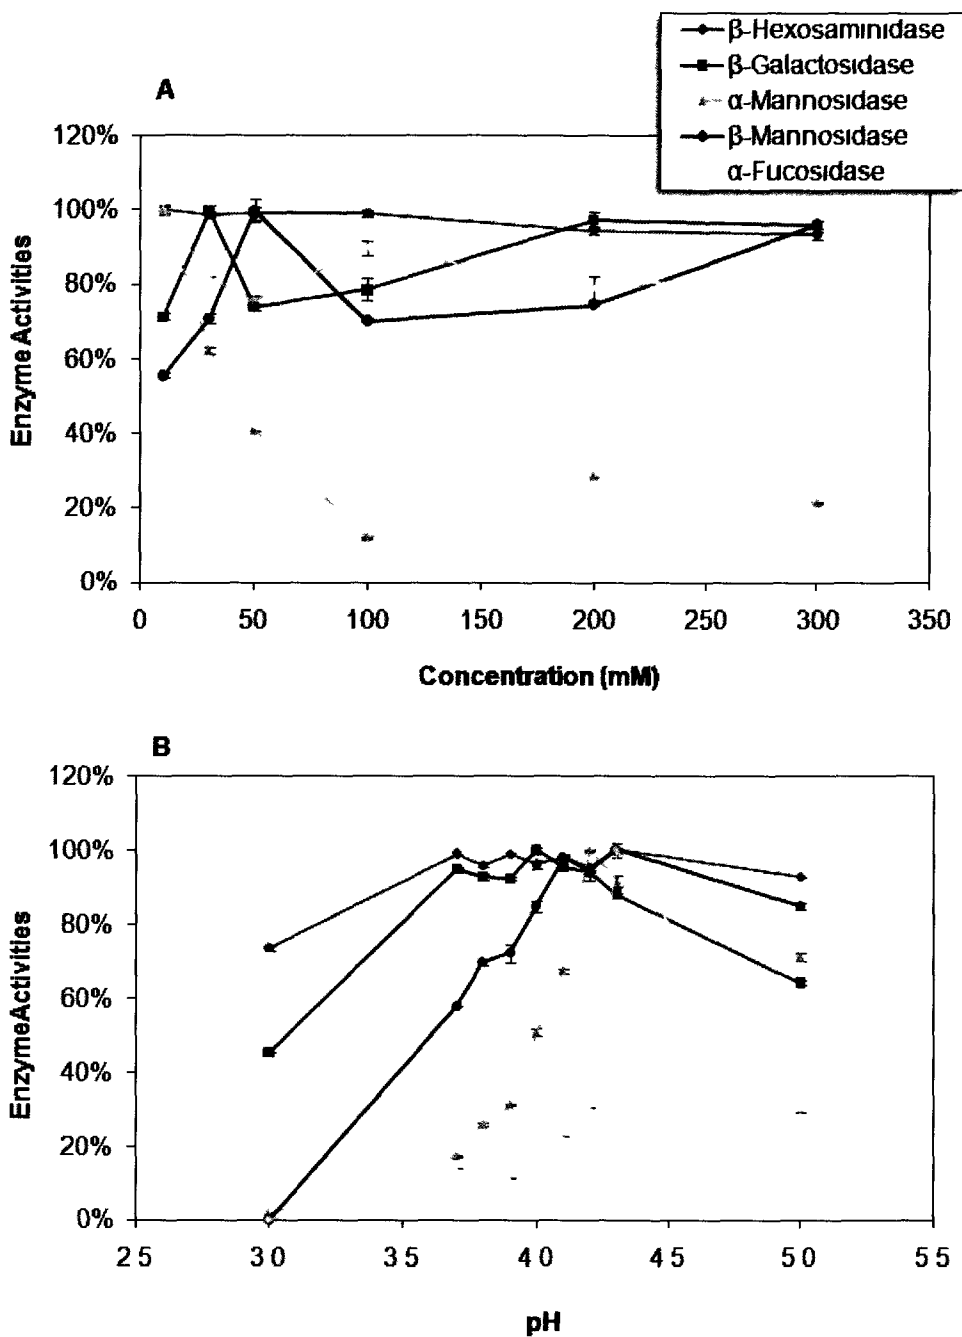 β-Hexosaminidase
β-Galactosidase
α-Mannosidase
β-Mannosidase
α-Fucosidase
A
120%
100%
80%
60%
40%
20%
0%
Enzyme Activities
0 50 100 150 200 250 300 350
Concentration (mM)
B
120%
100%
80%
60%
40%
20%
0%
EnzymeActivities
2 5 3 0 3 5 4 0 4 5 5 0 5 5
pH